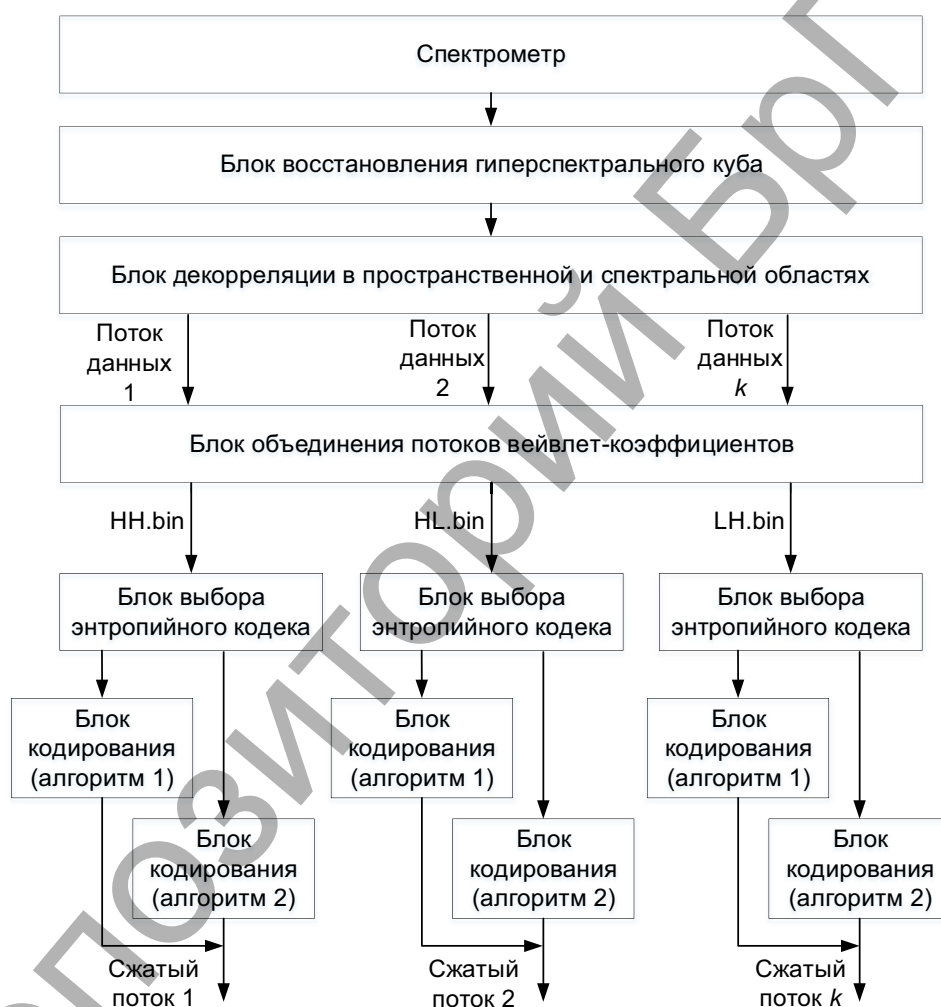 Спектрометр
Блок восстановления гиперспектрального куба
Блок декорреляции в пространственной и спектральной областях
Поток
данных
1
Поток
данных
2
Поток
данных
k
Блок объединения потоков вейвлет-коэффициентов
HH.bin
HL.bin
LH.bin
Блок выбора
энтропийного кодека
Блок выбора
энтропийного кодека
Блок выбора
энтропийного кодека
Блок
кодирования
(алгоритм 1)
Блок
кодирования
(алгоритм 1)
Блок
кодирования
(алгоритм 1)
Блок
кодирования
(алгоритм 2)
Блок
кодирования
(алгоритм 2)
Блок
кодирования
(алгоритм 2)
Сжатый
поток 1
Сжатый
поток 2
Сжатый
поток k